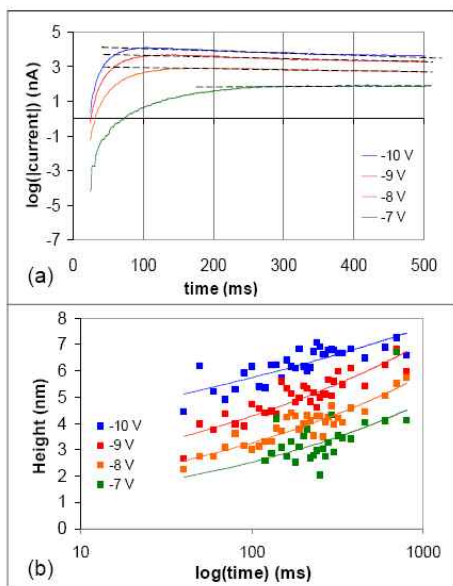 log(|current|) (nA)
5
3
1
-1
-3
-5
-7
0
100
200
300
400
500
-10 V
-9 V
-8 V
-7 V
time (ms)
(a)
Height (nm)
8
7
6
5
4
3
2
1
0
-10 V
-9 V
-8 V
-7 V
10
100
1000
log(time) (ms)
(b)